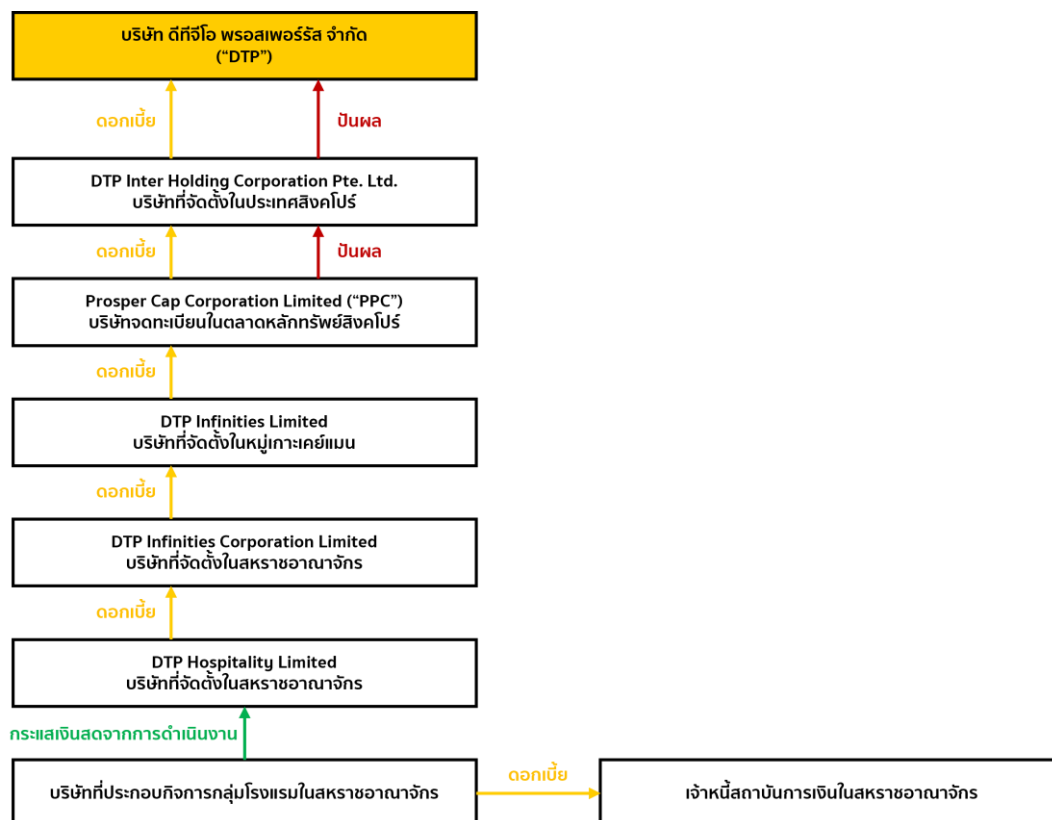 บริษัท ดีทีจีโอ พรอสเพอร์รัส จำกัด
(“DTP”)
ดอกเบี้ย
ปันผล
DTP Inter Holding Corporation Pte. Ltd.
บริษัทที่จัดตั้งในประเทศสิงคโปร์
ดอกเบี้ย
ปันผล
Prosper Cap Corporation Limited (“PPC”)
บริษัทจดทะเบียนในตลาดหลักทรัพย์สิงคโปร์
ดอกเบี้ย
DTP Infinities Limited
บริษัทที่จัดตั้งในหมู่เกาะเคย์แมน
ดอกเบี้ย
DTP Infinities Corporation Limited
บริษัทที่จัดตั้งในสหราชอาณาจักร
ดอกเบี้ย
DTP Hospitality Limited
บริษัทที่จัดตั้งในสหราชอาณาจักร
กระแสเงินสดจากการดำเนินงาน
บริษัทที่ประกอบกิจการกลุ่มโรงแรมในสหราชอาณาจักร
ดอกเบี้ย
เจ้าหนี้สถาบันการเงินในสหราชอาณาจักร